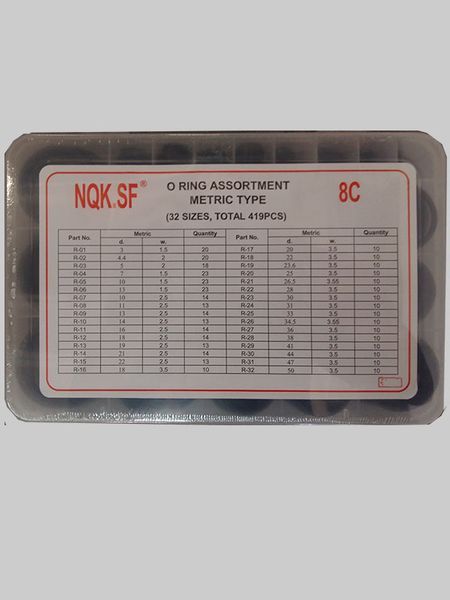 NQK.SF®
O RING ASSORTMENT
METRIC TYPE
(32 SIZES, TOTAL 419PCS)
8C
Part No. Metric Quantity Part No. Metric Quantity
d. w. d. w.
R-01 3 1.5 20 R-17 20 3.5 10
R-02 4.4 2 20 R-18 22 3.5 10
R-03 5 2 18 R-19 23.6 3.5 10
R-04 7 1.5 23 R-20 25 3.5 10
R-05 10 1.5 23 R-21 26.5 3.55 10
R-06 13 1.5 23 R-22 28 3.5 10
R-07 10 2.5 14 R-23 30 3.5 10
R-08 11 2.5 13 R-24 31 3.5 10
R-09 13 2.5 14 R-25 33 3.5 10
R-10 14 2.5 13 R-26 34.5 3.55 10
R-11 16 2.5 14 R-27 36 3.5 10
R-12 18 2.5 14 R-28 38 3.5 10
R-13 19 2.5 13 R-29 41 3.5 10
R-14 21 2.5 14 R-30 44 3.5 10
R-15 22 2.5 13 R-31 47 3.5 10
R-16 18 3.5 10 R-32 50 3.5 10